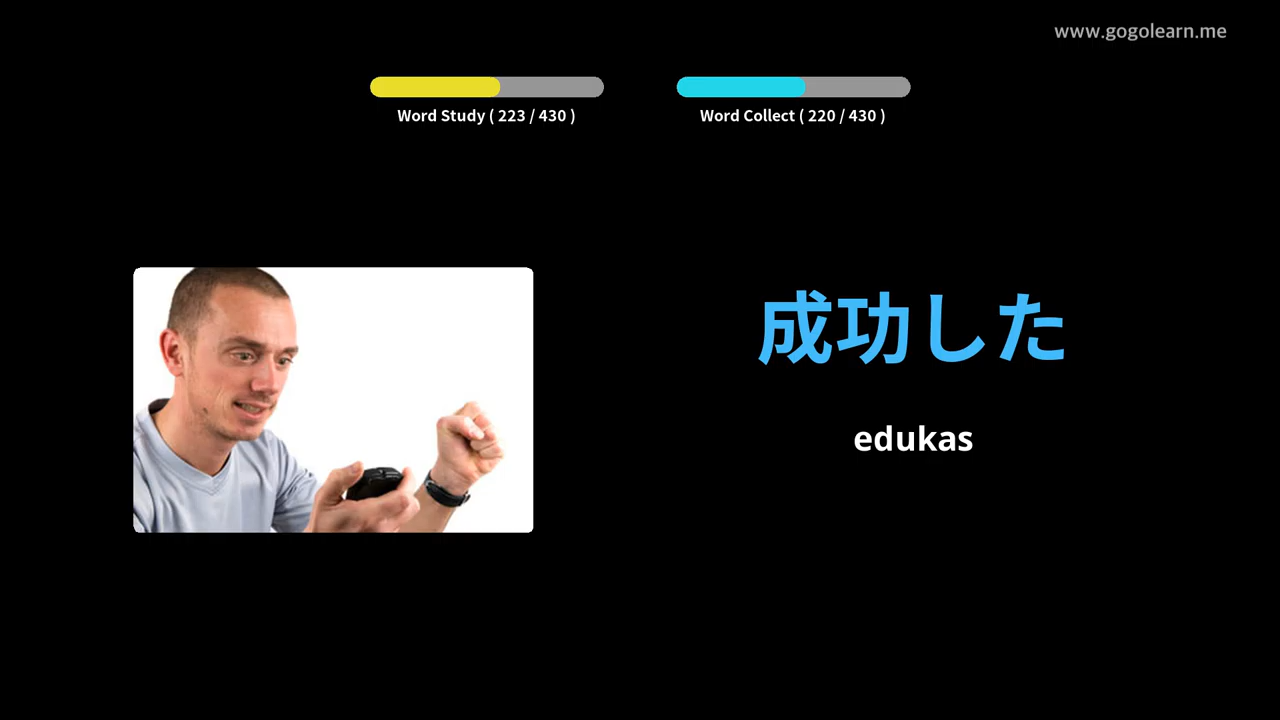 www.gogolearn.me
Word Study ( 223 / 430 )
Word Collect ( 220 / 430 )
成功した
edukas